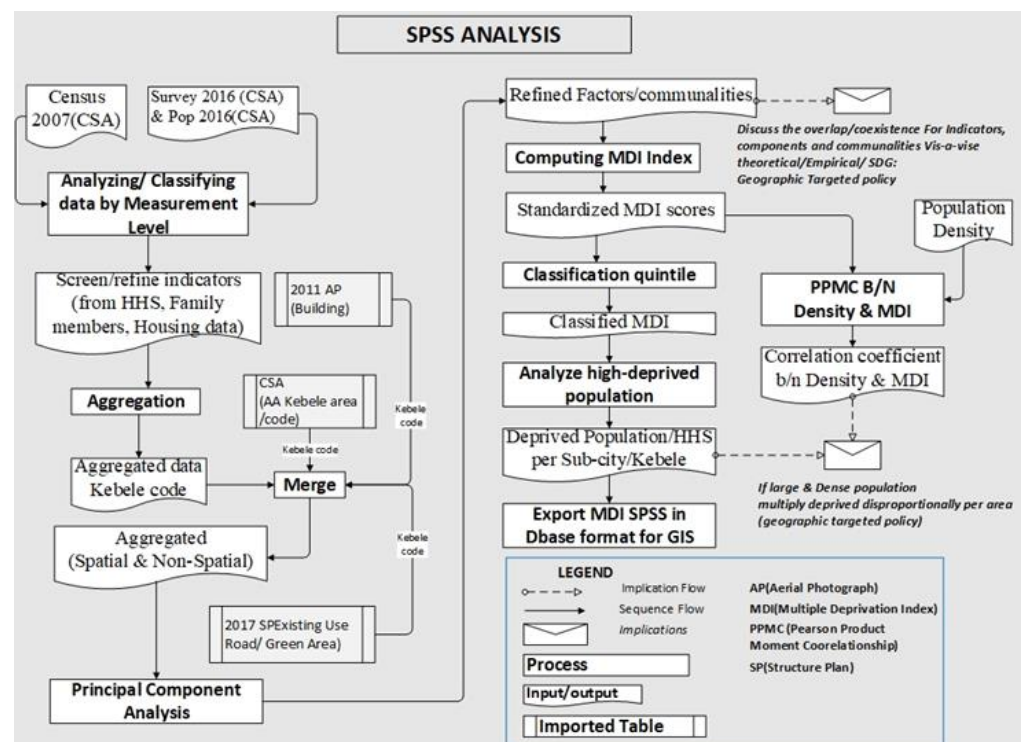 SPSS ANALYSIS
Census
2007(CSA)
Survey 2016 (CSA)
& Pop 2016(CSA)
Analyzing/ Classifying
data by Measurement
Level
Screen/refine indicators
(from HHS, Family
members, Housing data)
Aggregation
Aggregated data
Kebele code
2011 AP
(Building)
CSA
(AA Kebele area
/code)
Kebele code
Kebele
code
Merge
Kebele
code
Aggregated
(Spatial & Non-Spatial)
2017 SPExisting Use
Road/ Green Area)
Principal Component
Analysis
Refined Factors/communalities
Discuss the overlap/coexistence For Indicators,
components and communalities Vis-a-vise
theoretical/Empirical/ SDG:
Geographic Targeted policy
Computing MDI Index
Standardized MDI scores
Population
Density
Classification quintile
PPMC B/N
Density & MDI
Classified MDI
Correlation coefficient
b/n Density & MDI
Analyze high-deprived
population
Deprived Population/HHS
per Sub-city/Kebele
If large & Dense population
multiply deprived disproportionally per area
(geographic targeted policy)
Export MDI SPSS in
Dbase format for GIS
LEGEND
Implication Flow
Sequence Flow
Implications
Process
Input/output
Imported Table
AP(Aerial Photograph)
MDI(Multiple Deprivation Index)
PPMC (Pearson Product
Moment Coorelationship)
SP(Structure Plan)